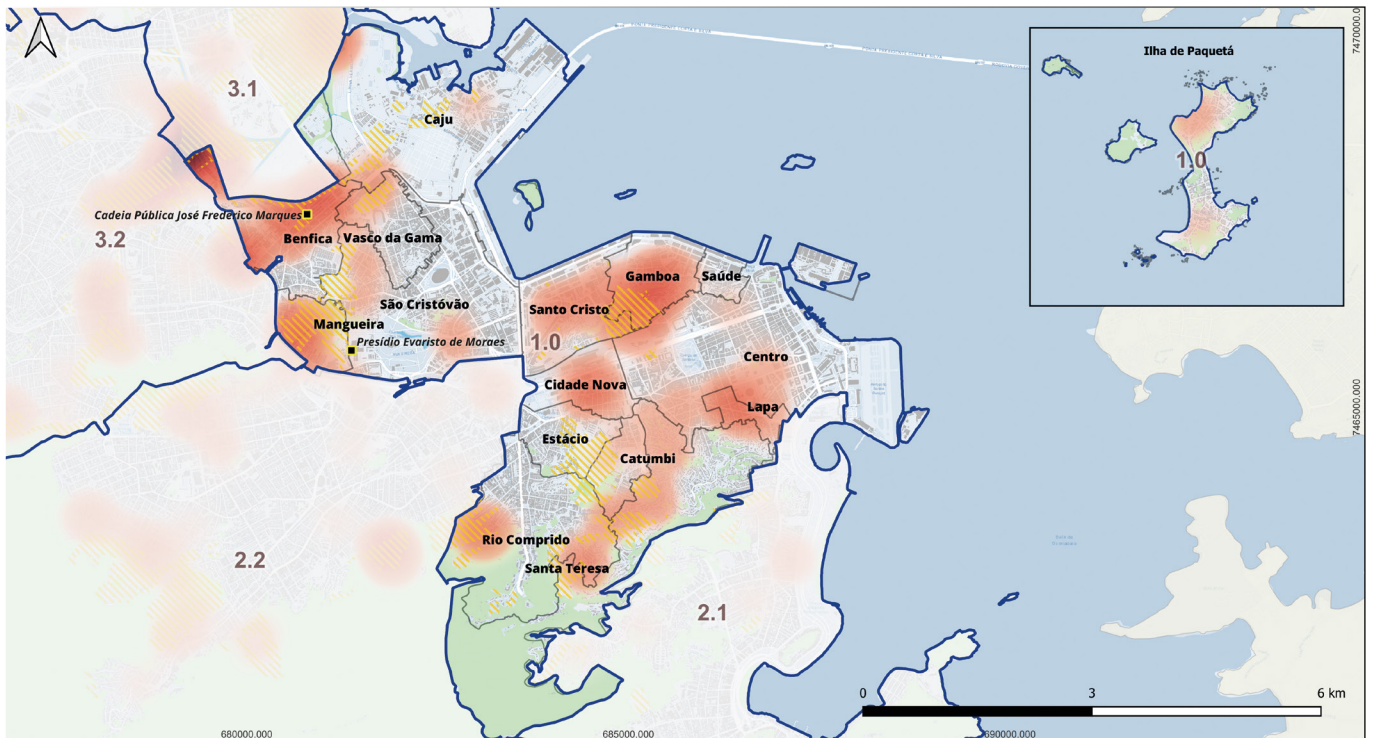 Ilha de Paquetá
1.0
7470000.0
3.1
Caju
Cadeia Pública José Frederico Marques
3.2
Benfica
Vasco da Gama
Gamboa
Saúde
São Cristóvão
Santo Cristo
Mangueira
Presídio Evaristo de Moraes
1.0
Centro
Cidade Nova
Lapa
7465000.000
Estácio
Catumbi
Rio Comprido
Santa Teresa
2.2
2.1
0 3 6 km
680000.000 685000.000 690000.000